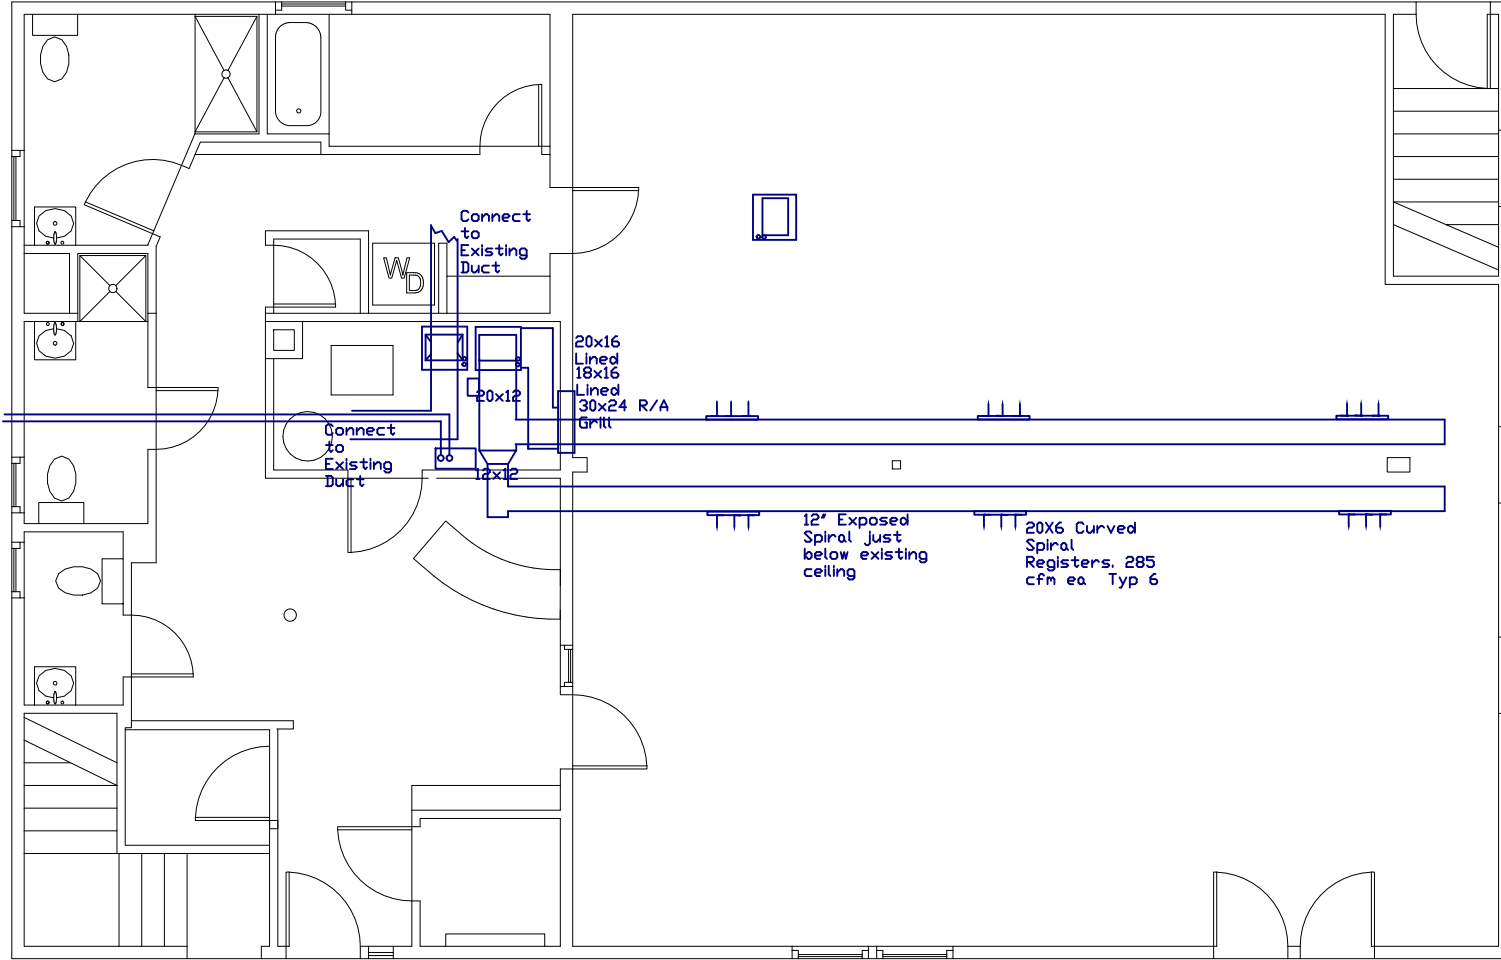 Connect
to
Existing
Duct
W
D
20x16
Lined
18x16
Lined
20x12
30x24 R/A
Grill
Connect
to
Existing
Duct
12x12
12" Exposed
Spiral just
below existing
ceiling
20X6 Curved
Spiral
Registers. 285
cfm ea  Typ 6